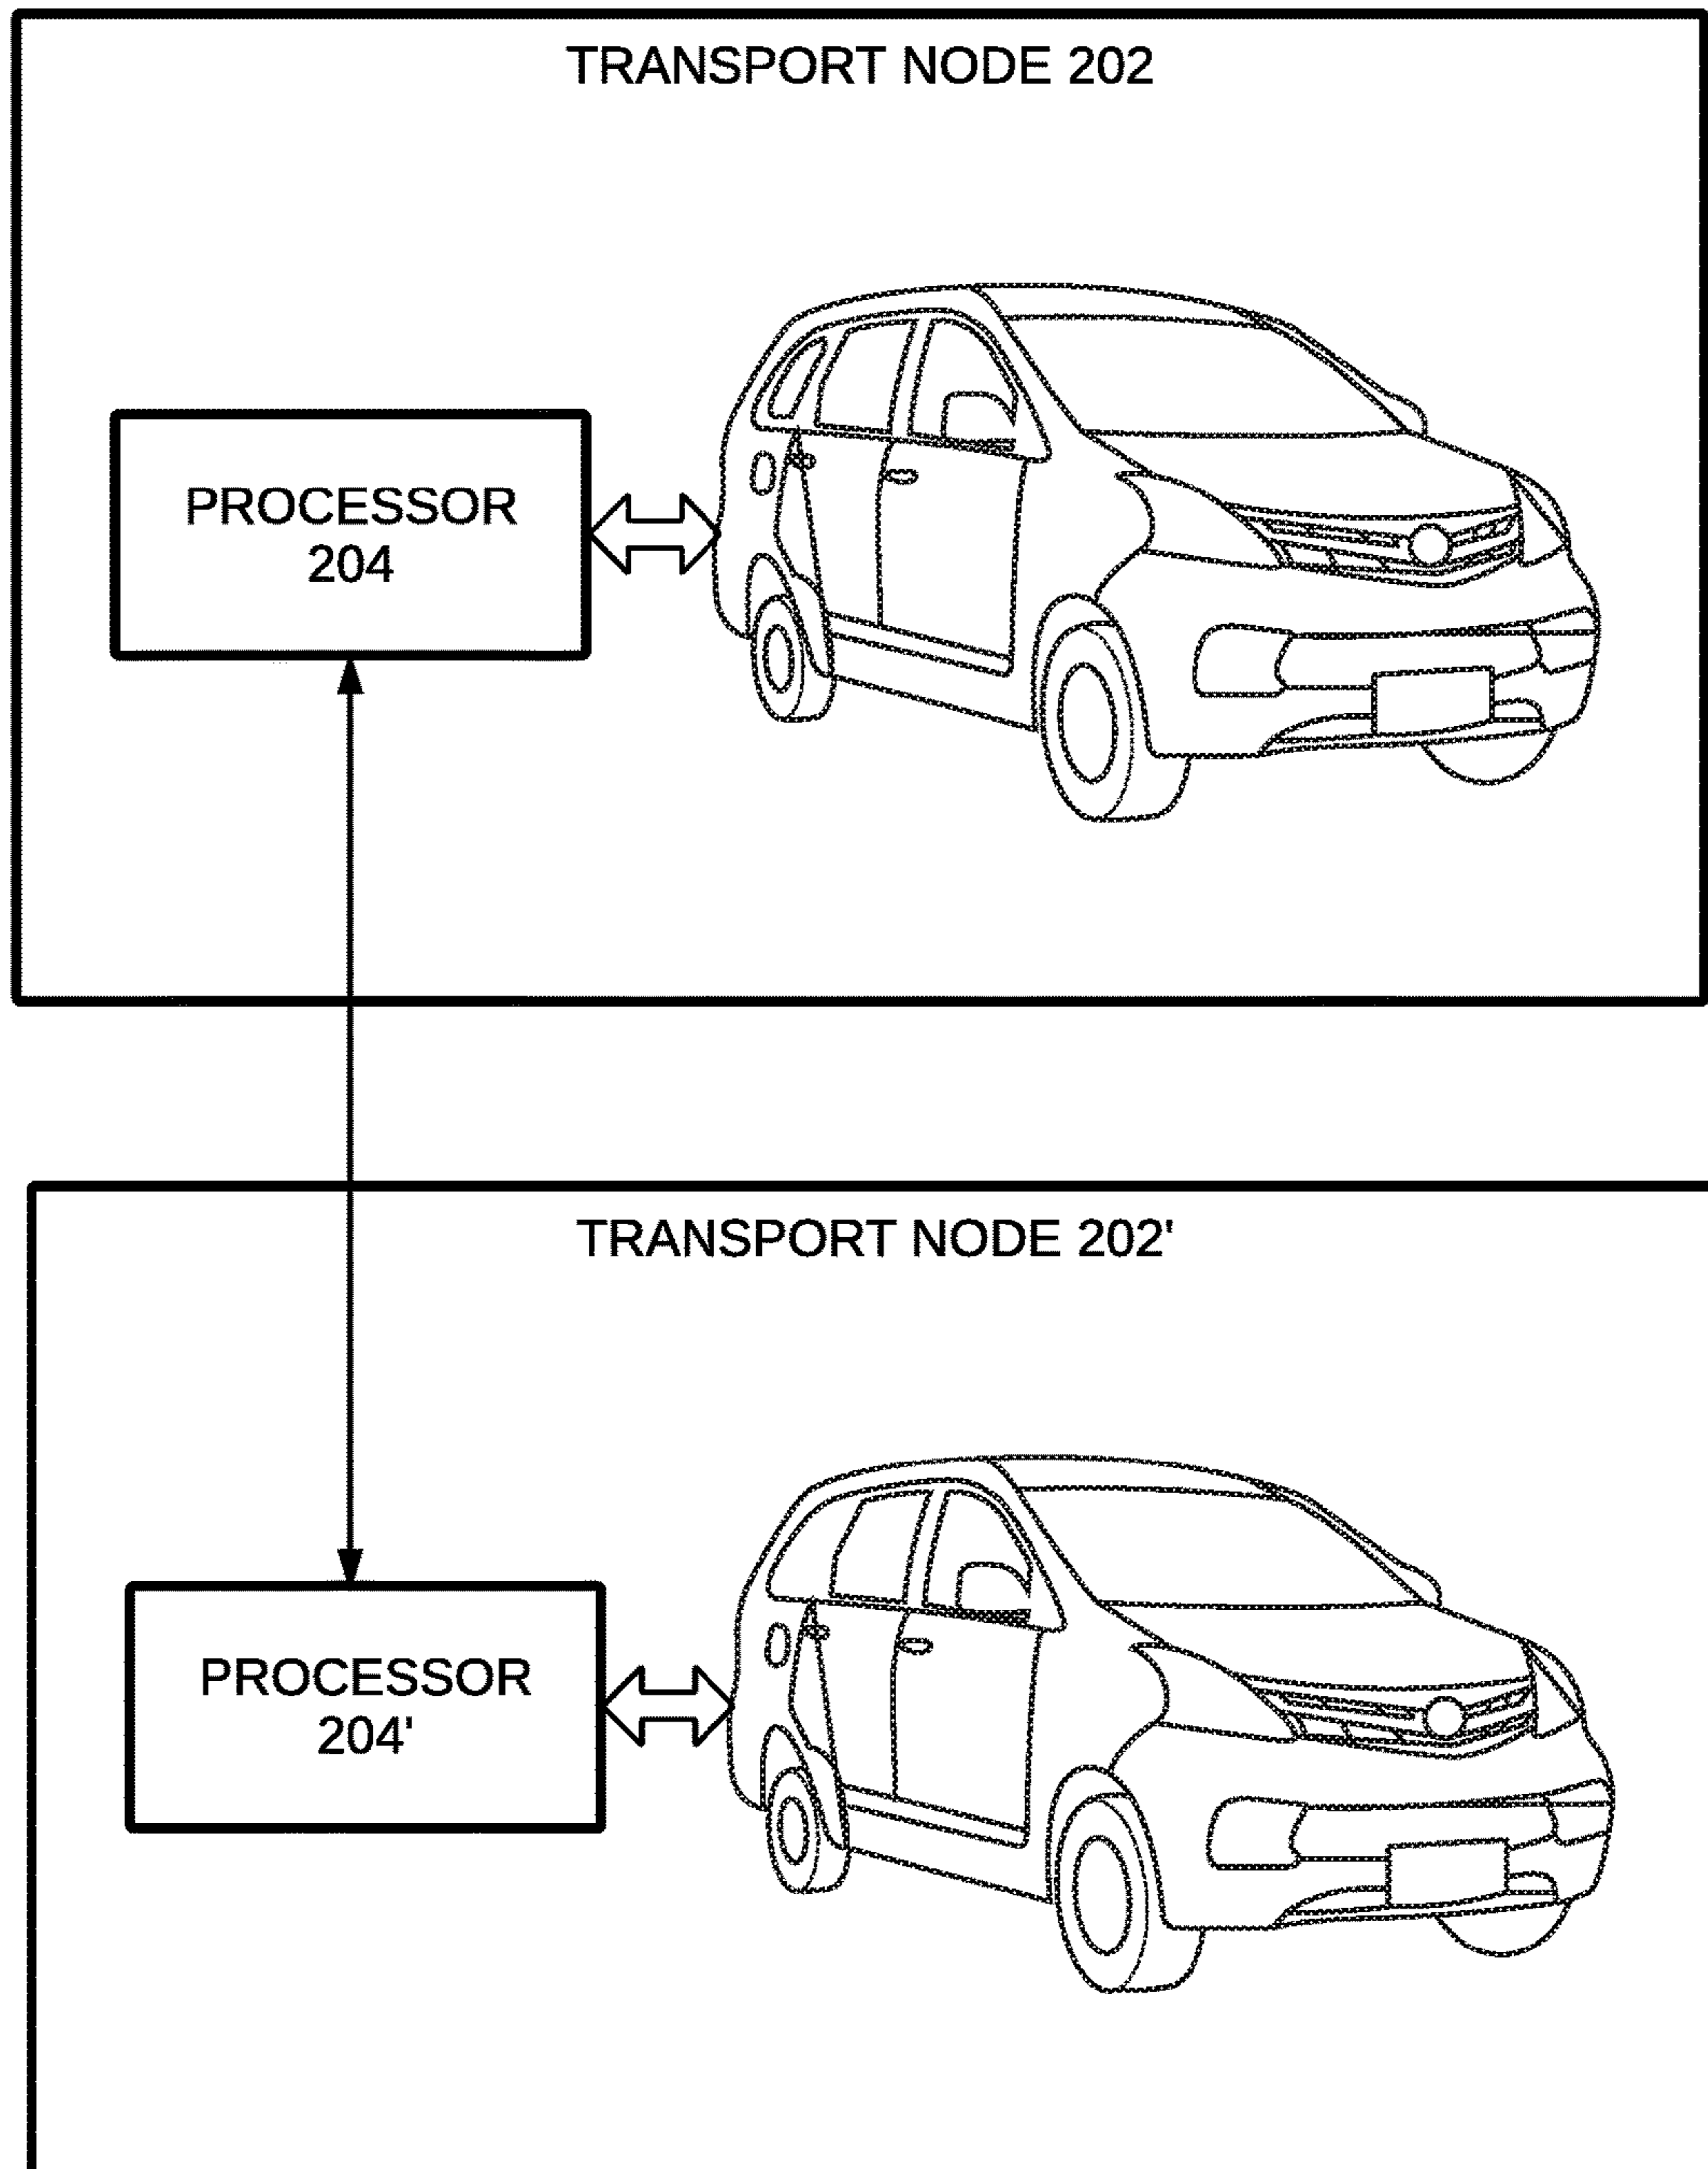 TRANSPORT NODE 202
PROCESSOR
204
TRANSPORT NODE 202'
PROCESSOR
204'